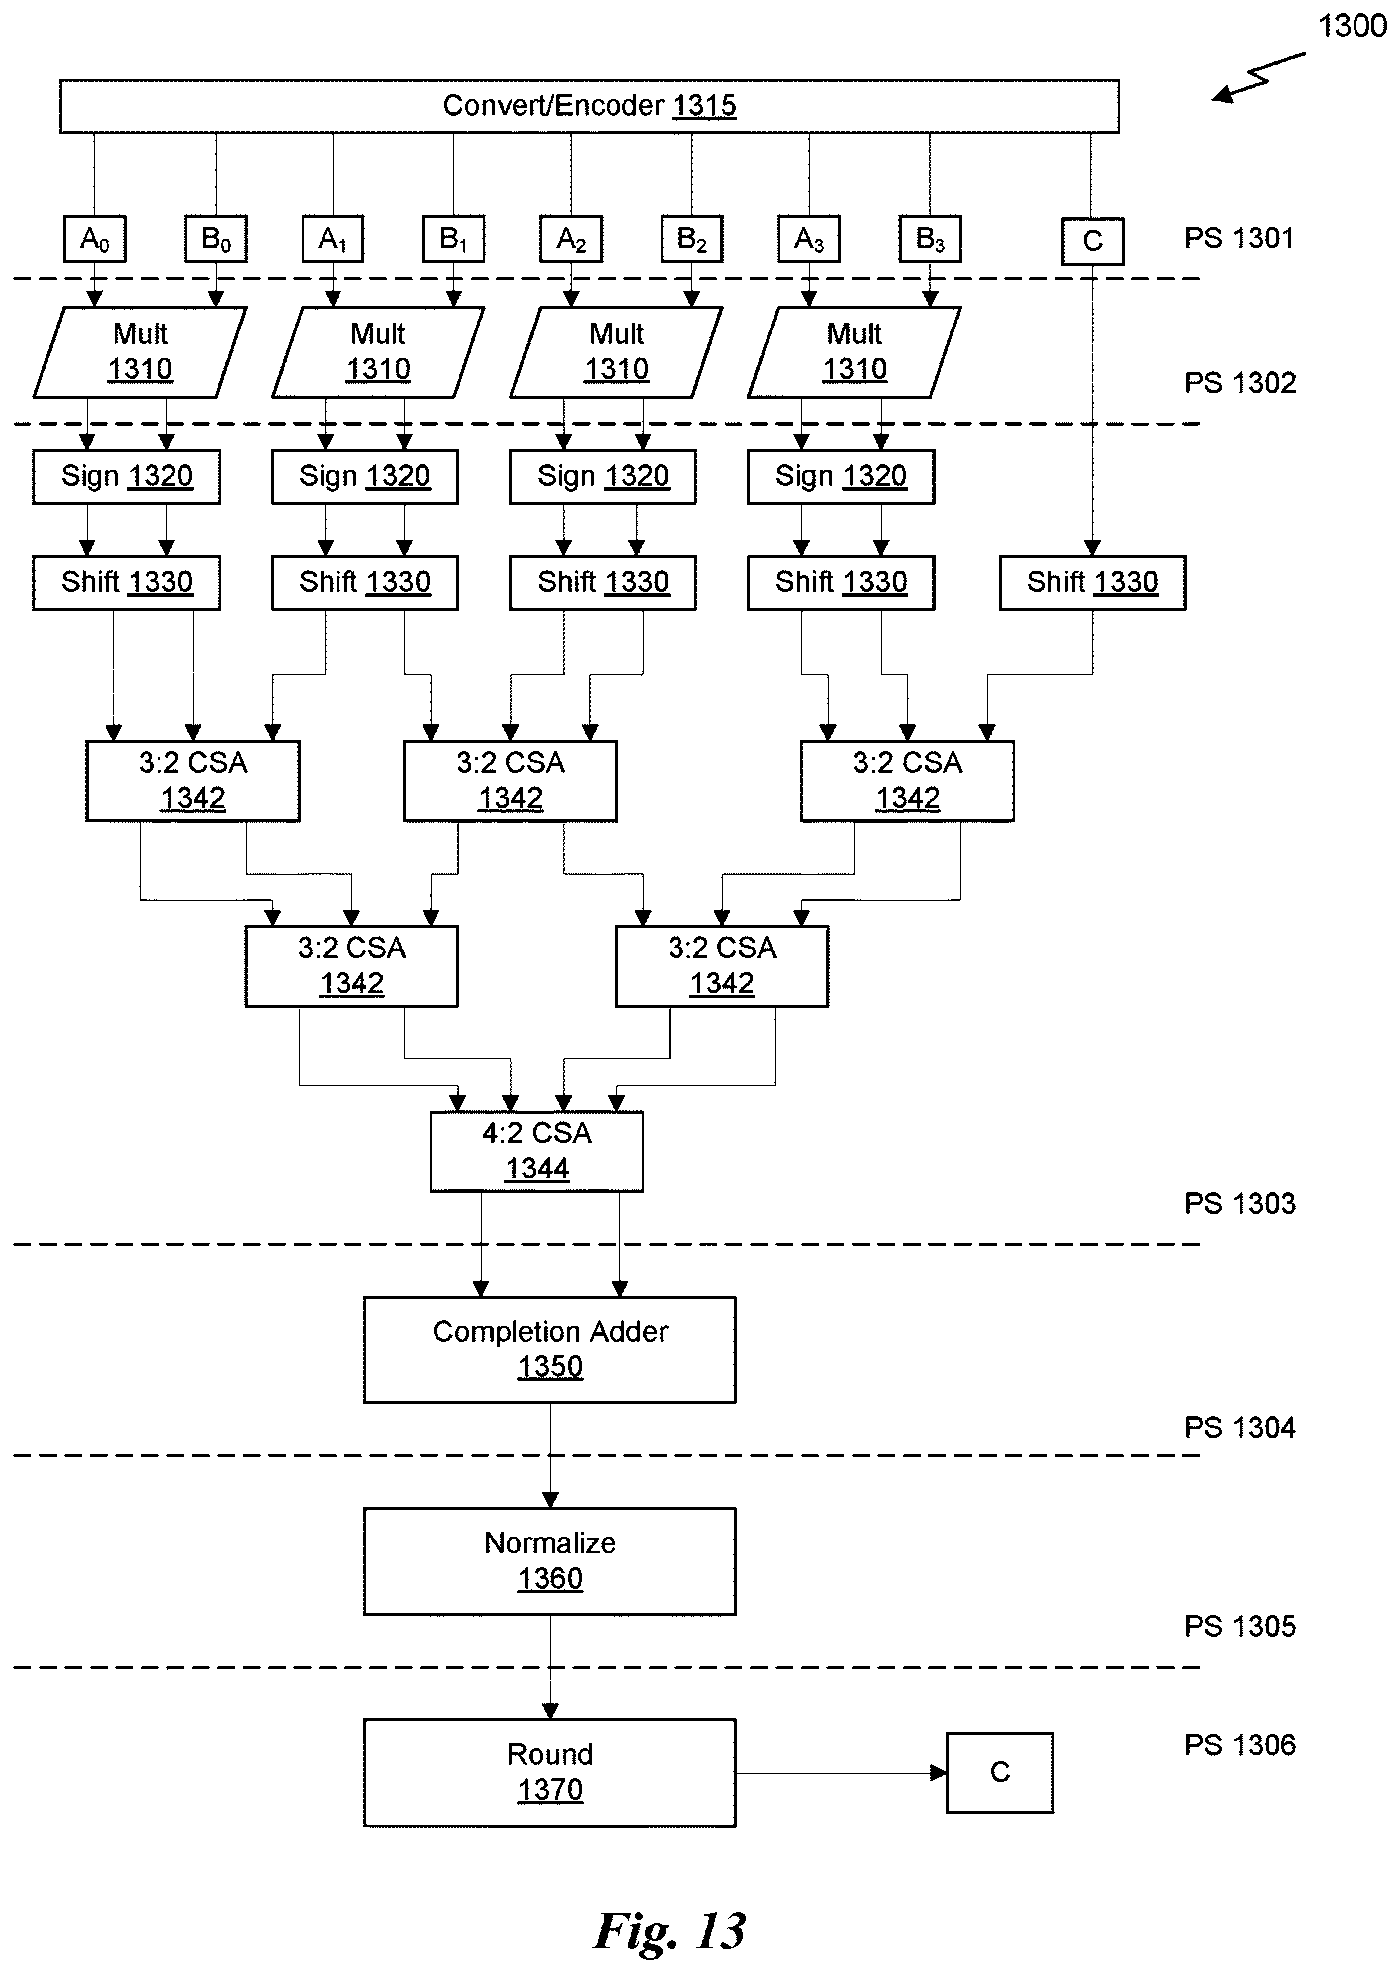 1300
Convert/Encoder 1315
A0 B0 A1 B1 A2 B2 A3 B3 C PS 1301
Mult Mult Mult Mult
1310 1310 1310 1310 PS 1302
Sign 1320 Sign 1320 Sign 1320 Sign 1320
Shift 1330 Shift 1330 Shift 1330 Shift 1330 Shift 1330
3:2 CSA 3:2 CSA 3:2 CSA
1342 1342 1342
3:2 CSA 3:2 CSA
1342 1342
4:2 CSA
1344
PS 1303
Completion Adder
1350
PS 1304
Normalize
1360
PS 1305
Round
1370
C
PS 1306
Fig. 13